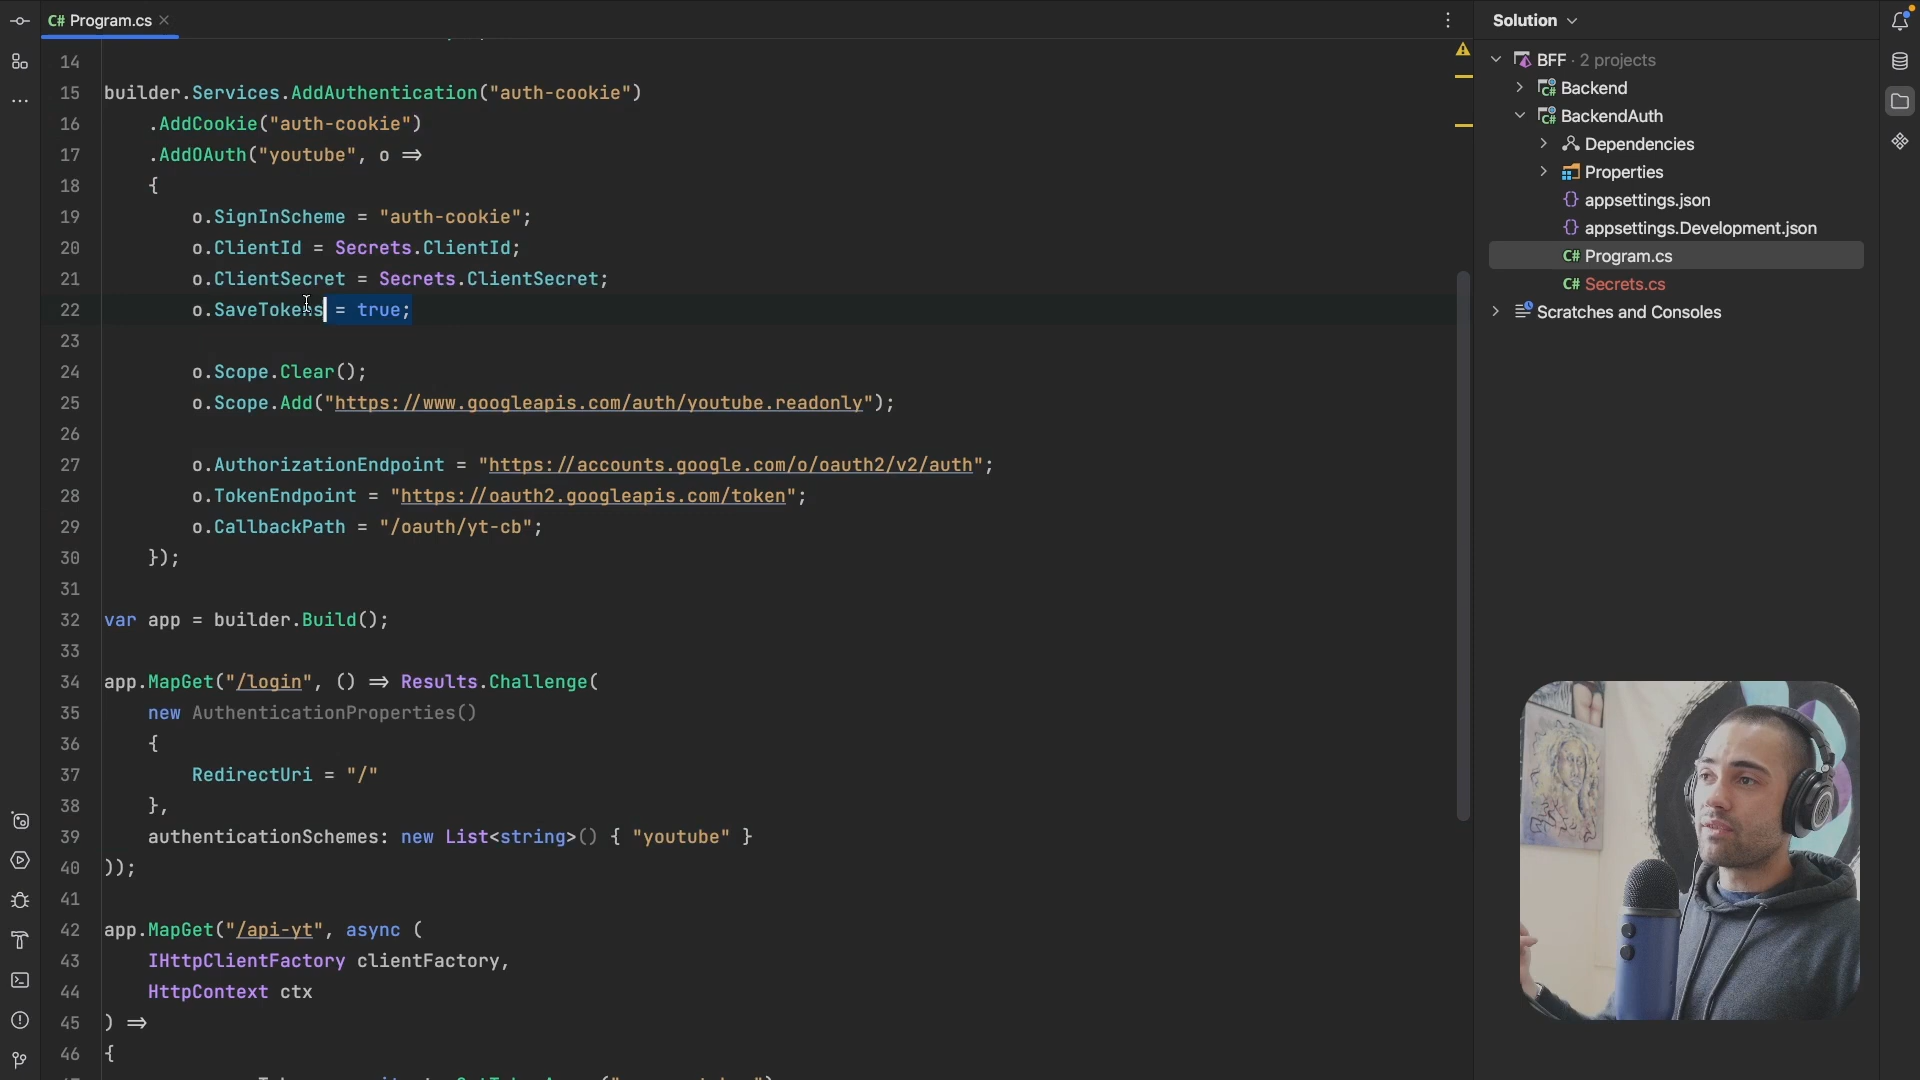 C# Program.cs
Solution
14
15 builder.Services.AddAuthentication("auth-cookie")
16 .AddCookie("auth-cookie")
17 .AddOAuth("youtube", o =>
18 {
19 o.SignInScheme = "auth-cookie";
20 o.ClientId = Secrets.ClientId;
21 o.ClientSecret = Secrets.ClientSecret;
22 o.SaveTokens = true;
23
24 o.Scope.Clear();
25 o.Scope.Add("https://www.googleapis.com/auth/youtube.readonly");
26
27 o.AuthorizationEndpoint = "https://accounts.google.com/o/oauth2/v2/auth";
28 o.TokenEndpoint = "https://oauth2.googleapis.com/token";
29 o.CallbackPath = "/oauth/yt-cb";
30 });
31
32 var app = builder.Build();
33
34 app.MapGet("/login", () => Results.Challenge(
35 new AuthenticationProperties()
36 {
37 RedirectUri = "/"
38 },
39 authenticationSchemes: new List<string>() { "youtube" }
40 ));
41
42 app.MapGet("/api-yt", async (
43 IHttpClientFactory clientFactory,
44 HttpContext ctx
45 ) =>
46 {
BFF · 2 projects
C# Backend
C# BackendAuth
Dependencies
Properties
{} appsettings.json
{} appsettings.Development.json
C# Program.cs
C# Secrets.cs
Scratches and Consoles